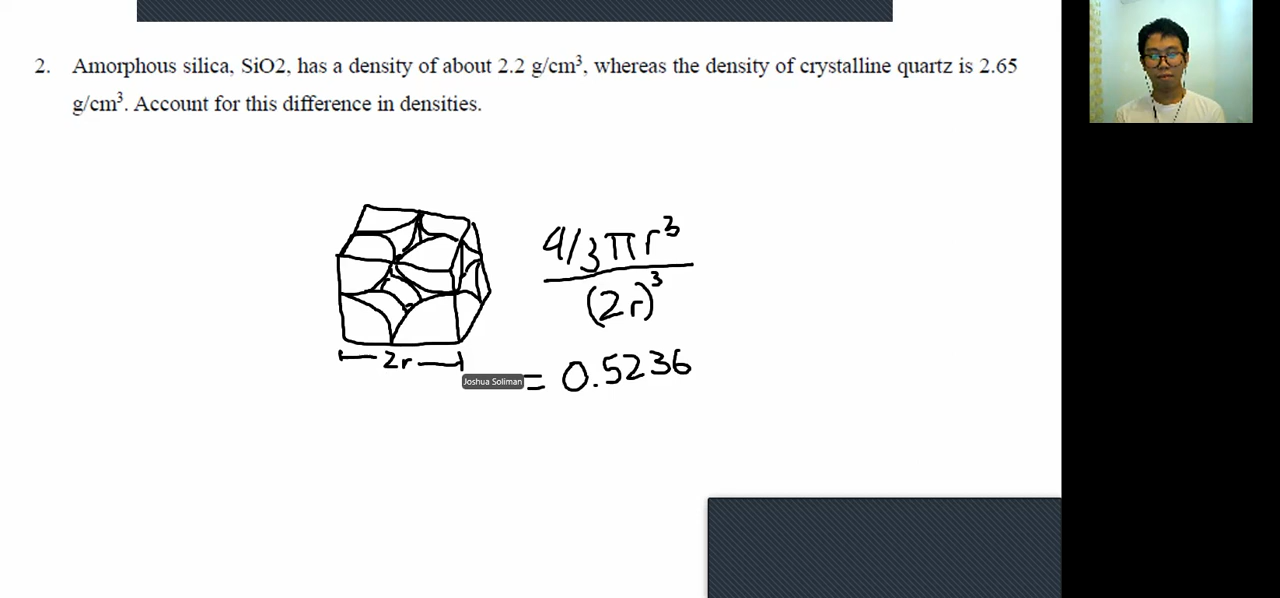 2. Amorphous silica, SiO2, has a density of about 2.2 g/cm³, whereas the density of crystalline quartz is 2.65
g/cm³. Account for this difference in densities.
4/3πr³
(2r)³
2r
Joshua Soliman
= 0.5236